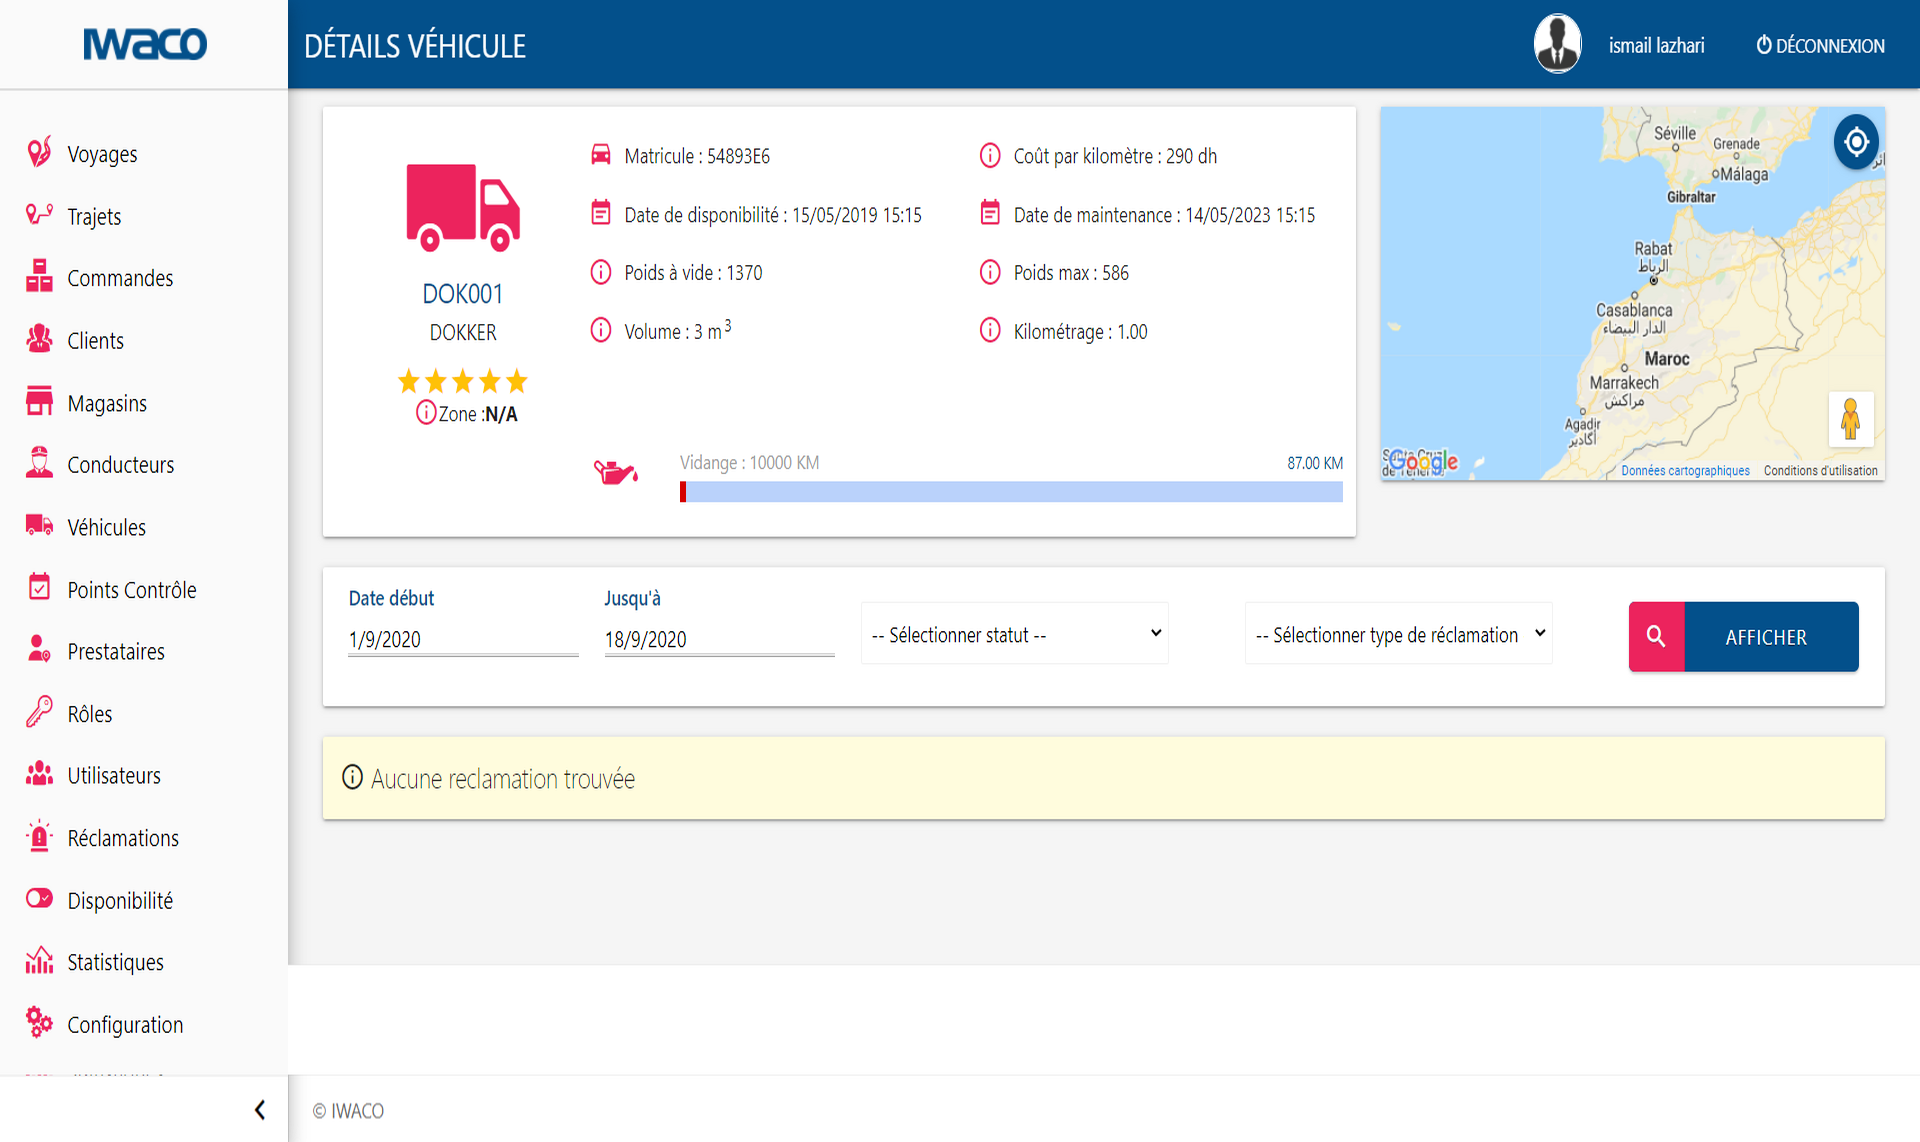 IWACO
DÉTAILS VÉHICULE
ismail lazhari
DÉCONNEXION
Voyages
Trajets
Commandes
Clients
Magasins
Conducteurs
Véhicules
Points Contrôle
Prestataires
Rôles
Utilisateurs
Réclamations
Disponibilité
Statistiques
Configuration
DOK001
DOKKER
Zone :N/A
Matricule : 54893E6
Coût par kilomètre : 290 dh
Date de disponibilité : 15/05/2019 15:15
Date de maintenance : 14/05/2023 15:15
Poids à vide : 1370
Poids max : 586
Volume : 3 m³
Kilométrage : 1.00
Vidange : 10000 KM
87.00 KM
Séville
Grenade
Málaga
Gibraltar
Rabat
الرباط
Casablanca
الدار البيضاء
Maroc
Marrakech
مراكش
Agadir
أكادير
Google
Données cartographiques
Conditions d'utilisation
Date début
1/9/2020
Jusqu'à
18/9/2020
-- Sélectionner statut --
-- Sélectionner type de réclamation
AFFICHER
Aucune reclamation trouvée
© IWACO